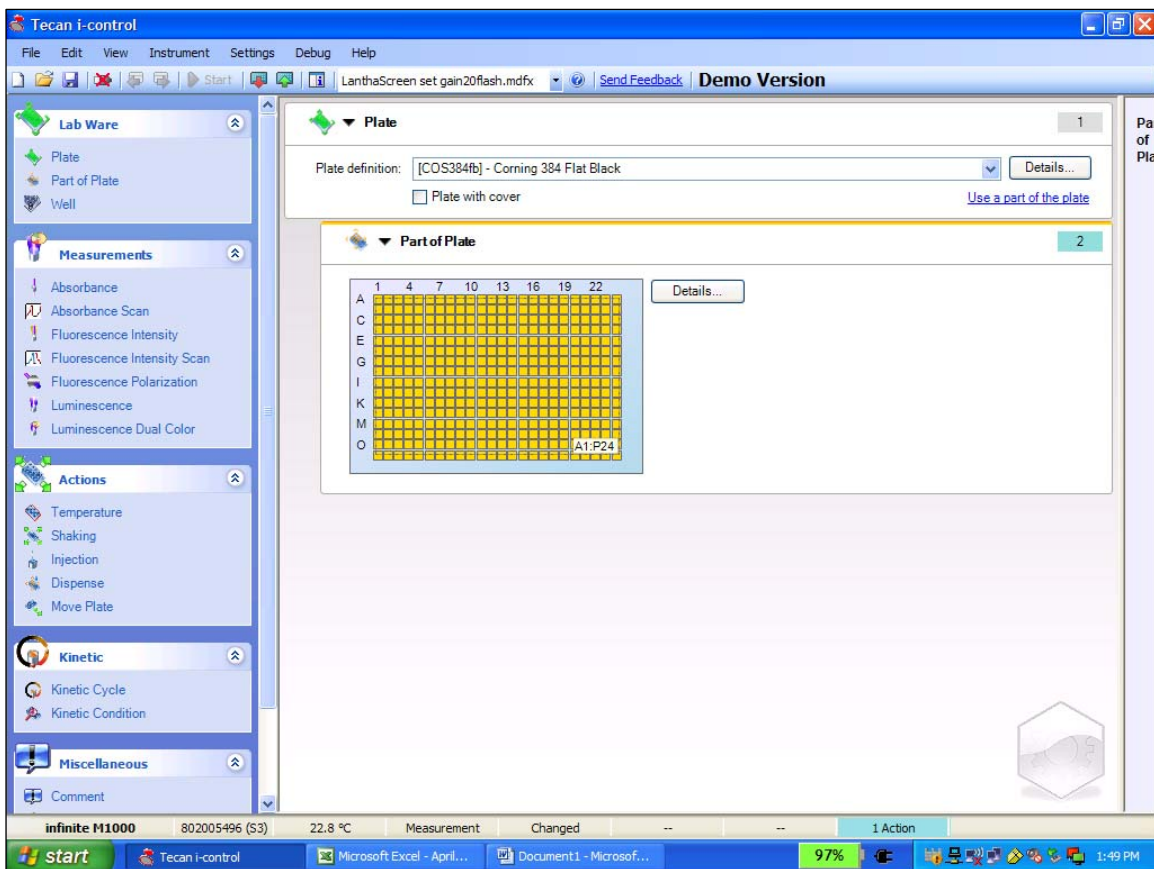 Tecan i-control
File Edit View Instrument Settings Debug Help
Start LanthaScreen set gain20flash.mdfx Send Feedback Demo Version
Lab Ware
Plate
Part of Plate
Well
Measurements
Absorbance
Absorbance Scan
Fluorescence Intensity
Fluorescence Intensity Scan
Fluorescence Polarization
Luminescence
Luminescence Dual Color
Actions
Temperature
Shaking
Injection
Dispense
Move Plate
Kinetic
Kinetic Cycle
Kinetic Condition
Miscellaneous
Comment
Plate 1
Plate definition: [COS384fb] - Corning 384 Flat Black Details...
Plate with cover Use a part of the plate
Part of Plate 2
1 4 7 10 13 16 19 22
A
C
E
G
I
K
M
O
A1:P24
Details...
Pa
of
Pla
infinite M1000 802005496 (S3) 22.8 °C Measurement Changed -- -- 1 Action
start Tecan i-control Microsoft Excel - April... Document1 - Microsof... 97% 1:49 PM